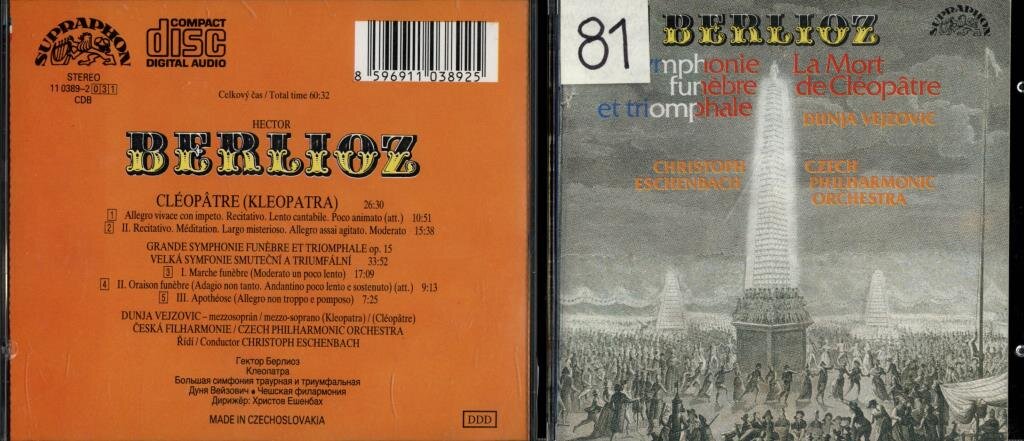 SUPRAPHON
COMPACT
disc
DIGITAL AUDIO
STEREO
11 0389-2 031
CDB
8 596911 038925
Celkový čas / Total time 60:32
HECTOR
BERLIOZ
CLÉOPÂTRE (KLEOPATRA) 26:30
1 Allegro vivace con impeto. Recitativo. Lento cantabile. Poco animato (att.) 10:51
2 II. Recitativo. Méditation. Largo misterioso. Allegro assai agitato. Moderato 15:38
GRANDE SYMPHONIE FUNÈBRE ET TRIOMPHALE op. 15
VELKÁ SYMFONIE SMUTEČNÍ A TRIUMFÁLNÍ 33:52
3 I. Marche funèbre (Moderato un poco lento) 17:09
4 II. Oraison funèbre (Adagio non tanto. Andantino poco lento e sostenuto) (att.) 9:13
5 III. Apothéose (Allegro non troppo e pomposo) 7:25
DUNJA VEJZOVIC – mezzosoprán / mezzo-soprano (Kleopatra) / (Cléopâtre)
ČESKÁ FILHARMONIE / CZECH PHILHARMONIC ORCHESTRA
Řídí / Conductor CHRISTOPH ESCHENBACH
Гектор Берлиоз
Клеопатра
Большая симфония траурная и триумфальная
Дуня Вейзович • Чешская филармония
Дирижёр: Христов Ешенбах
MADE IN CZECHOSLOVAKIA
DDD
81
BERLIOZ
SUPRAPHON
ymphonie
funèbre
et triomphale
La Mort
de Cléopâtre
DUNJA VEJZOVIC
CHRISTOPH
ESCHENBACH
CZECH
PHILHARMONIC
ORCHESTRA